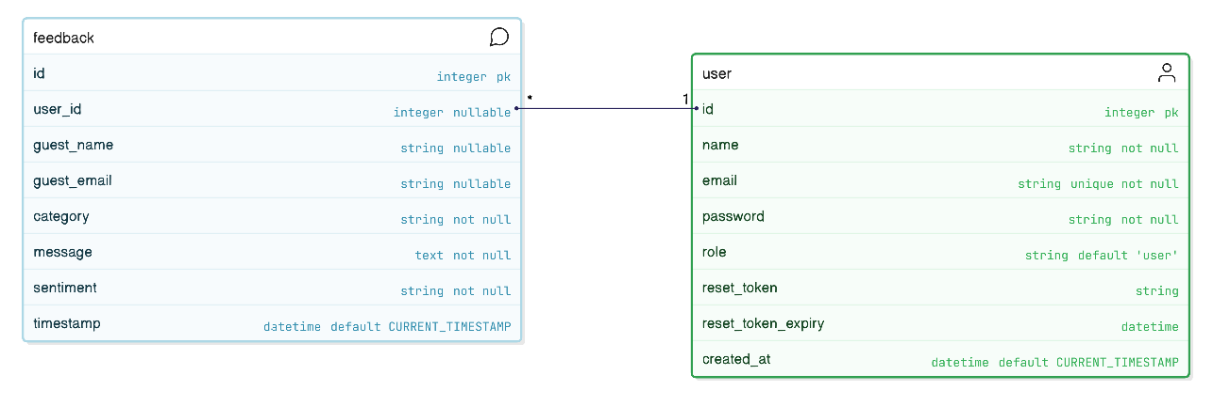 feedback
id integer pk
user_id integer nullable
guest_name string nullable
guest_email string nullable
category string not null
message text not null
sentiment string not null
timestamp datetime default CURRENT_TIMESTAMP
* 1
user
id integer pk
name string not null
email string unique not null
password string not null
role string default 'user'
reset_token string
reset_token_expiry datetime
created_at datetime default CURRENT_TIMESTAMP